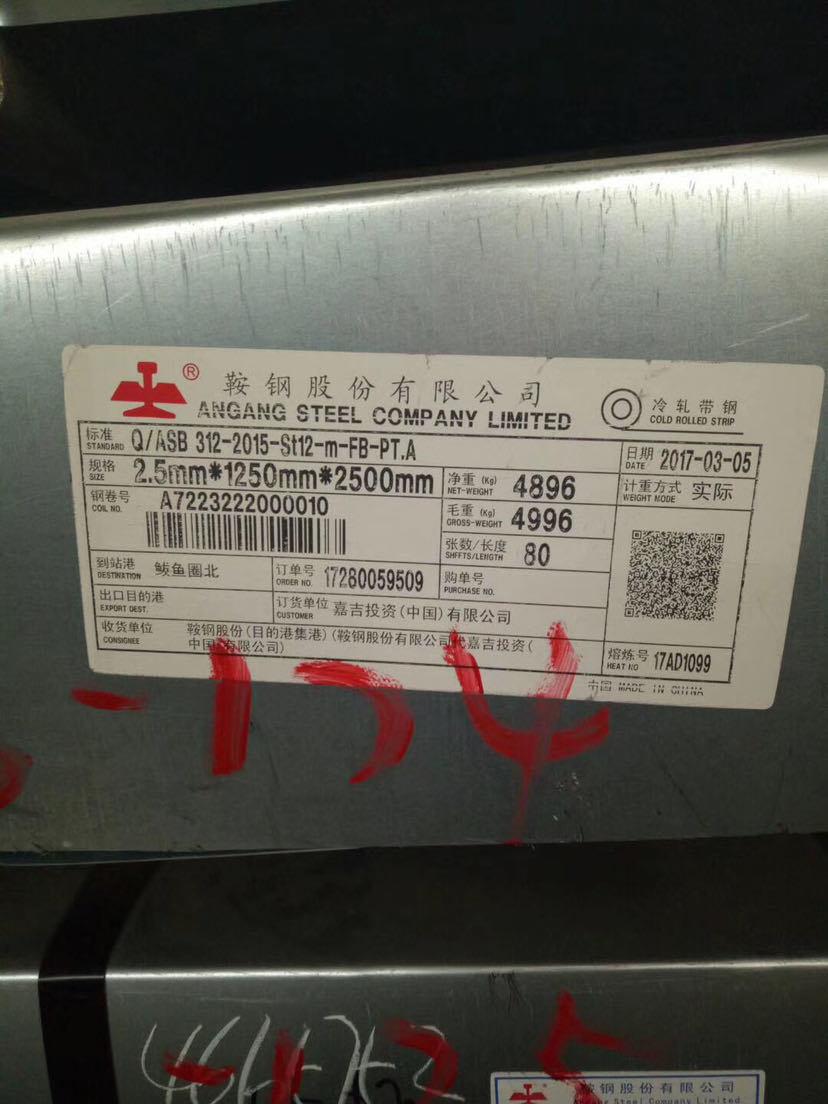 ® 鞍钢股份有限公司
ANGANG STEEL COMPANY LIMITED
冷轧带钢
COLD ROLLED STRIP
标准 STANDARD Q/ASB 312-2015-St12-m-FB-PT.A
日期 DATE 2017-03-05
规格 SIZE 2.5mm*1250mm*2500mm
净重 (Kg) NET-WEIGHT 4896
计重方式 WEIGHT MODE 实际
钢卷号 COIL NO. A7223222000010
毛重 (Kg) GROSS-WEIGHT 4996
张数/长度 80
到站港 DESTINATION 鲅鱼圈北
订单号 ORDER NO. 17280059509
购单号 PURCHASE NO.
出口目的港 EXPORT DEST.
订货单位 CUSTOMER 嘉吉投资(中国)有限公司
收货单位 CONSIGNEE 鞍钢股份(目的港集港)(鞍钢股份有限公司代嘉吉投资(
中国)有限公司)
熔炼号 HEAT NO 17AD1099
中国 MADE IN CHINA
鞍钢股份有限公司
Angang Steel Company Limited